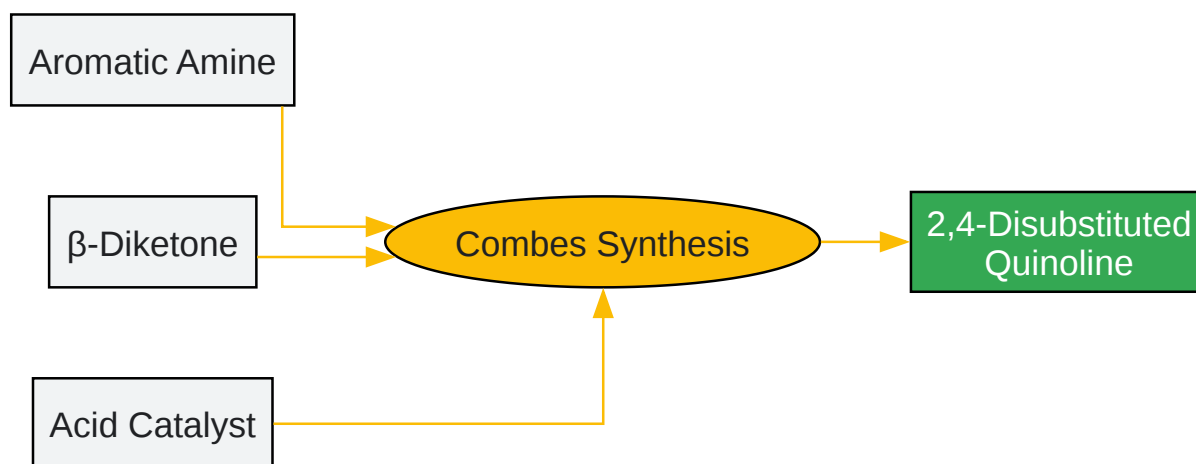 Aromatic Amine
β-Diketone
Acid Catalyst
Combes Synthesis
2,4-Disubstituted
Quinoline